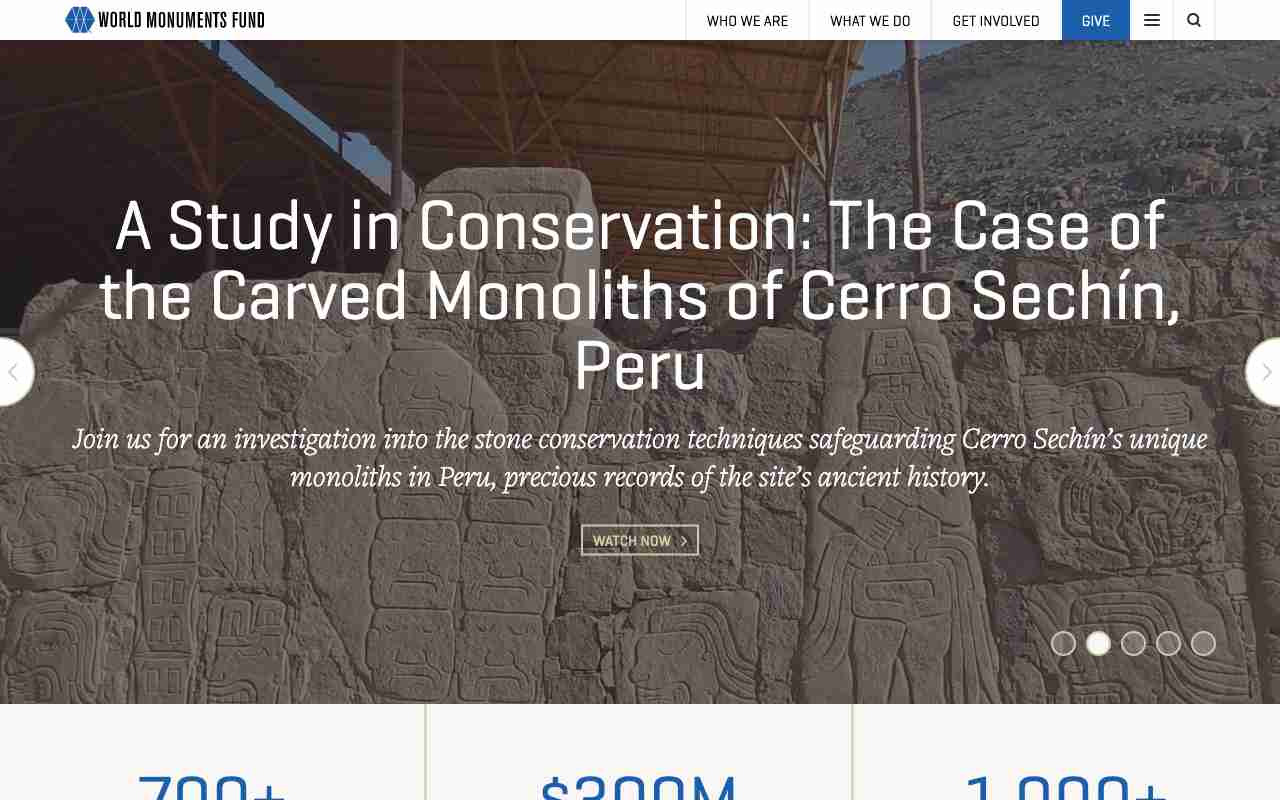 WORLD MONUMENTS FUND
WHO WE ARE
WHAT WE DO
GET INVOLVED
GIVE
A Study in Conservation: The Case of
the Carved Monoliths of Cerro Sechín,
Peru
Join us for an investigation into the stone conservation techniques safeguarding Cerro Sechín’s unique
monoliths in Peru, precious records of the site’s ancient history.
WATCH NOW
700+
$300M
1,000+